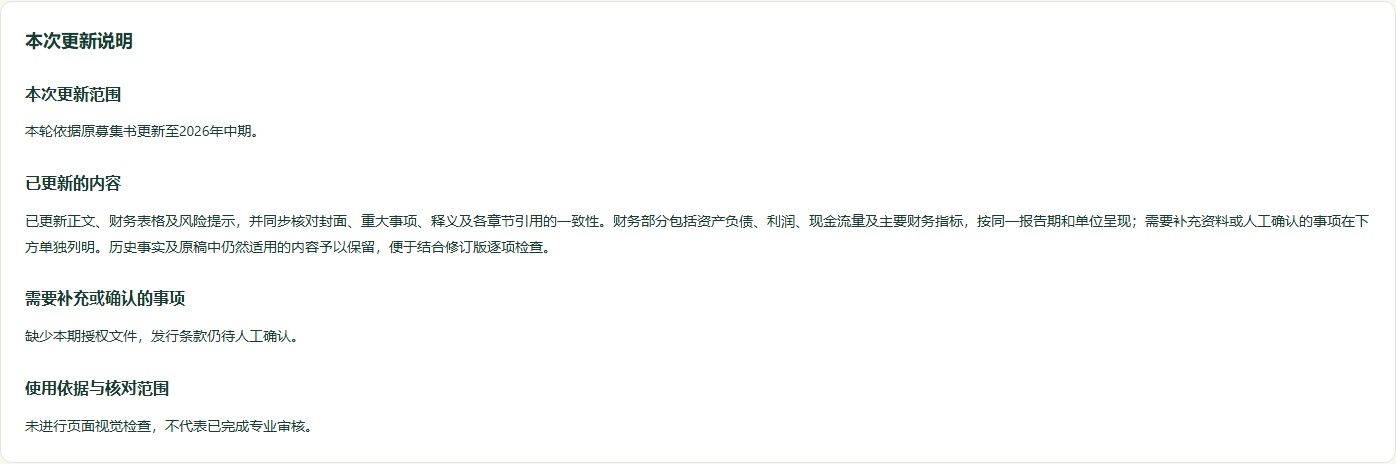 本次更新说明
本次更新范围
本轮依据原募集书更新至2026年中期。
已更新的内容
已更新正文、财务表格及风险提示，并同步核对封面、重大事项、释义及各章节引用的一致性。财务部分包括资产负债、利润、现金流量及主要财务指标，按同一报告期和单位呈现；需要补充资料或人工确认的事项在下
方单独列明。历史事实及原稿中仍然适用的内容予以保留，便于结合修订版逐项检查。
需要补充或确认的事项
缺少本期授权文件，发行条款仍待人工确认。
使用依据与核对范围
未进行页面视觉检查，不代表已完成专业审核。